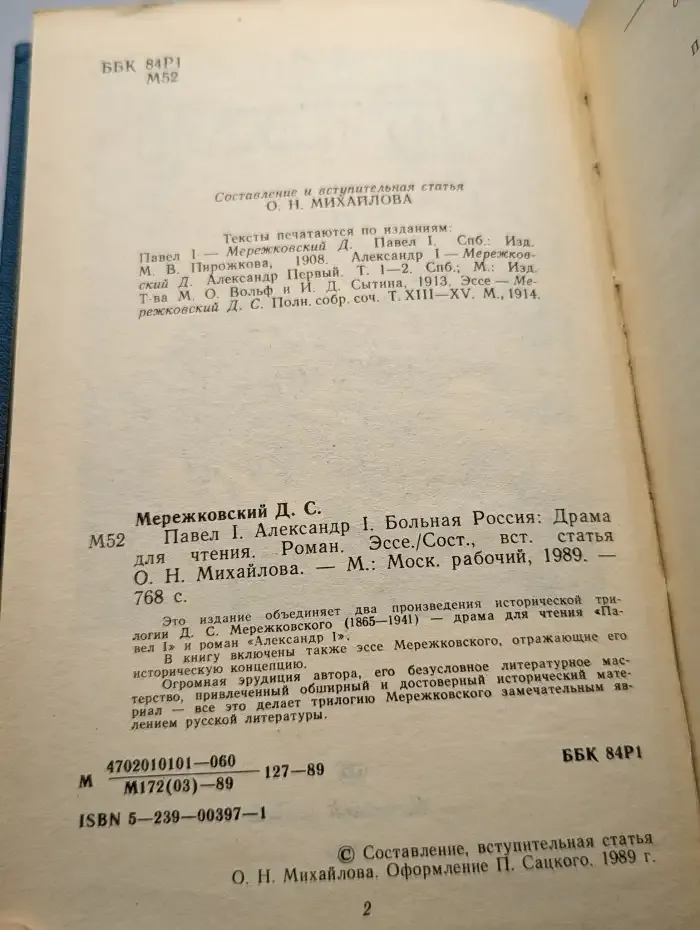 ББК 84Р1
М52
Составление и вступительная статья
О. Н. МИХАЙЛОВА
Тексты печатаются по изданиям:
Павел I — Мережковский Д. Павел I. Спб.: Изд.
М. В. Пирожкова, 1908. Александр I — Мережков-
ский Д. Александр Первый. Т. 1—2. Спб.; М.: Изд.
Т-ва М. О. Вольф и И. Д. Сытина, 1913. Эссе — Ме-
режковский Д. С. Полн. собр. соч. Т. XIII—XV. М., 1914.
Мережковский Д. С.
М52 Павел I. Александр I. Больная Россия: Драма
для чтения. Роман. Эссе./Сост., вст. статья
О. Н. Михайлова. — М.: Моск. рабочий, 1989. —
768 с.
Это издание объединяет два произведения исторической три-
логии Д. С. Мережковского (1865—1941) — драма для чтения «Па-
вел I» и роман «Александр I».
В книгу включены также эссе Мережковского, отражающие его
историческую концепцию.
Огромная эрудиция автора, его безусловное литературное мас-
терство, привлеченный обширный и достоверный исторический мате-
риал — все это делает трилогию Мережковского замечательным яв-
лением русской литературы.
М 4702010101—060
М172(03)—89 127—89
ББК 84Р1
ISBN 5—239—00397—1
© Составление, вступительная статья
О. Н. Михайлова. Оформление П. Сацкого. 1989 г.
2